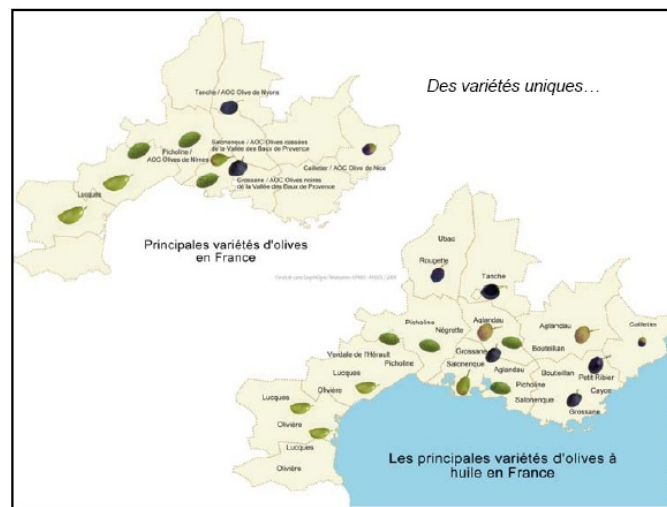 Des variétés uniques…
Tanche / AOC Olive de Nyons
Picholine /
AOC Olives de Nîmes
Salonenque / AOC Olives cassées
de la Vallée des Baux de Provence
Cailletier / AOC Olive de Nice
Grossane / AOC Olives noires
de la Vallée des Baux de Provence
Lucques
Principales variétés d'olives
en France
Ubac
Rougette
Tanche
Picholine
Négrette
Aglandau
Aglandau
Cailletier
Bouteillan
Verdale de l'Hérault
Picholine
Grossane
Salonenque
Aglandau
Bouteillan
Petit Ribier
Lucques
Olivière
Picholine
Cayon
Salonenque
Grossane
Lucques
Olivière
Lucques
Olivière
Les principales variétés d'olives à
huile en France